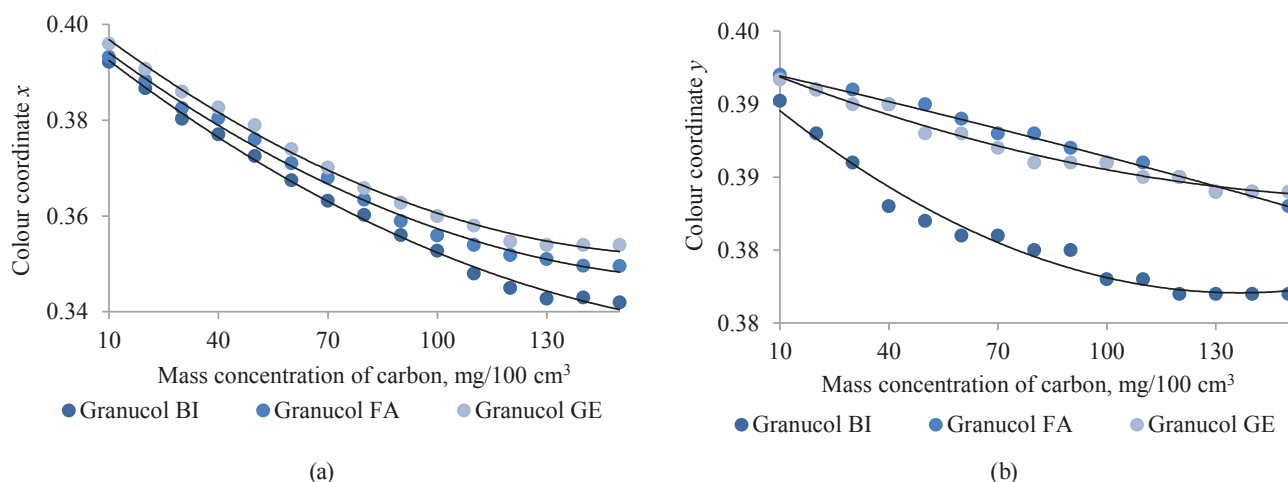 0.40
0.38
0.36
0.34
Colour coordinate x
10 40 70 100 130
Mass concentration of carbon, mg/100 cm³
Granucol BI Granucol FA Granucol GE
(a)
0.40
0.39
0.39
0.38
0.38
Colour coordinate y
10 40 70 100 130
Mass concentration of carbon, mg/100 cm³
Granucol BI Granucol FA Granucol GE
(b)